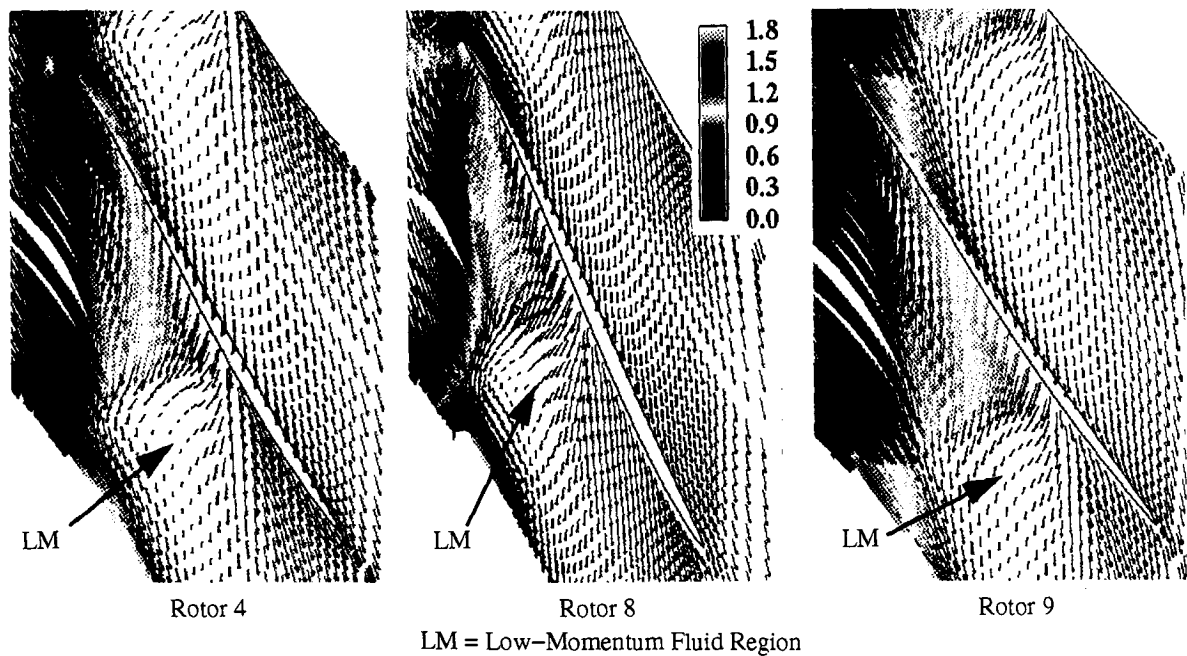 1.8
1.5
1.2
0.9
0.6
0.3
0.0
LM
LM
LM
Rotor 4
Rotor 8
Rotor 9
LM = Low−Momentum Fluid Region